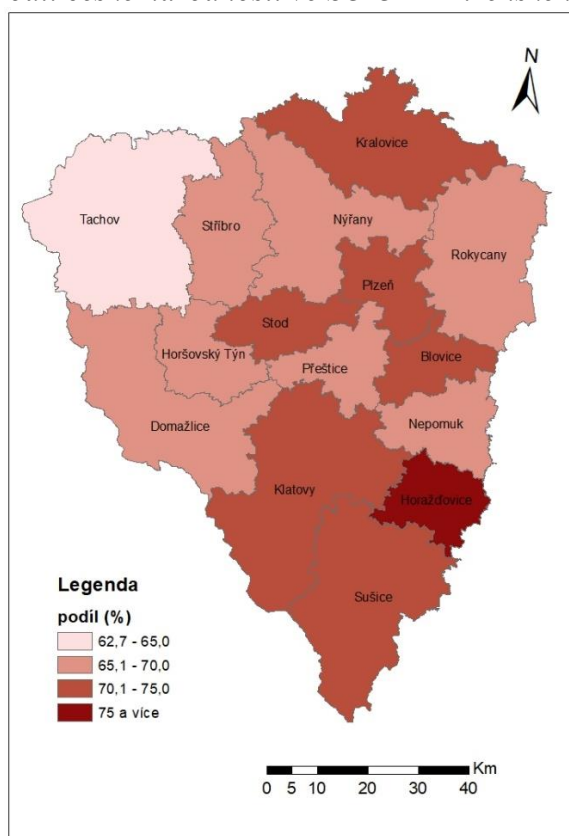 N
Kralovice
Tachov
Stříbro
Nýřany
Rokycany
Plzeň
Stod
Horšovský Týn
Přeštice
Blovice
Domažlice
Nepomuk
Klatovy
Horažďovice
Sušice
Legenda
podíl (%)
62,7 - 65,0
65,1 - 70,0
70,1 - 75,0
75 a více
Km
0 5 10 20 30 40